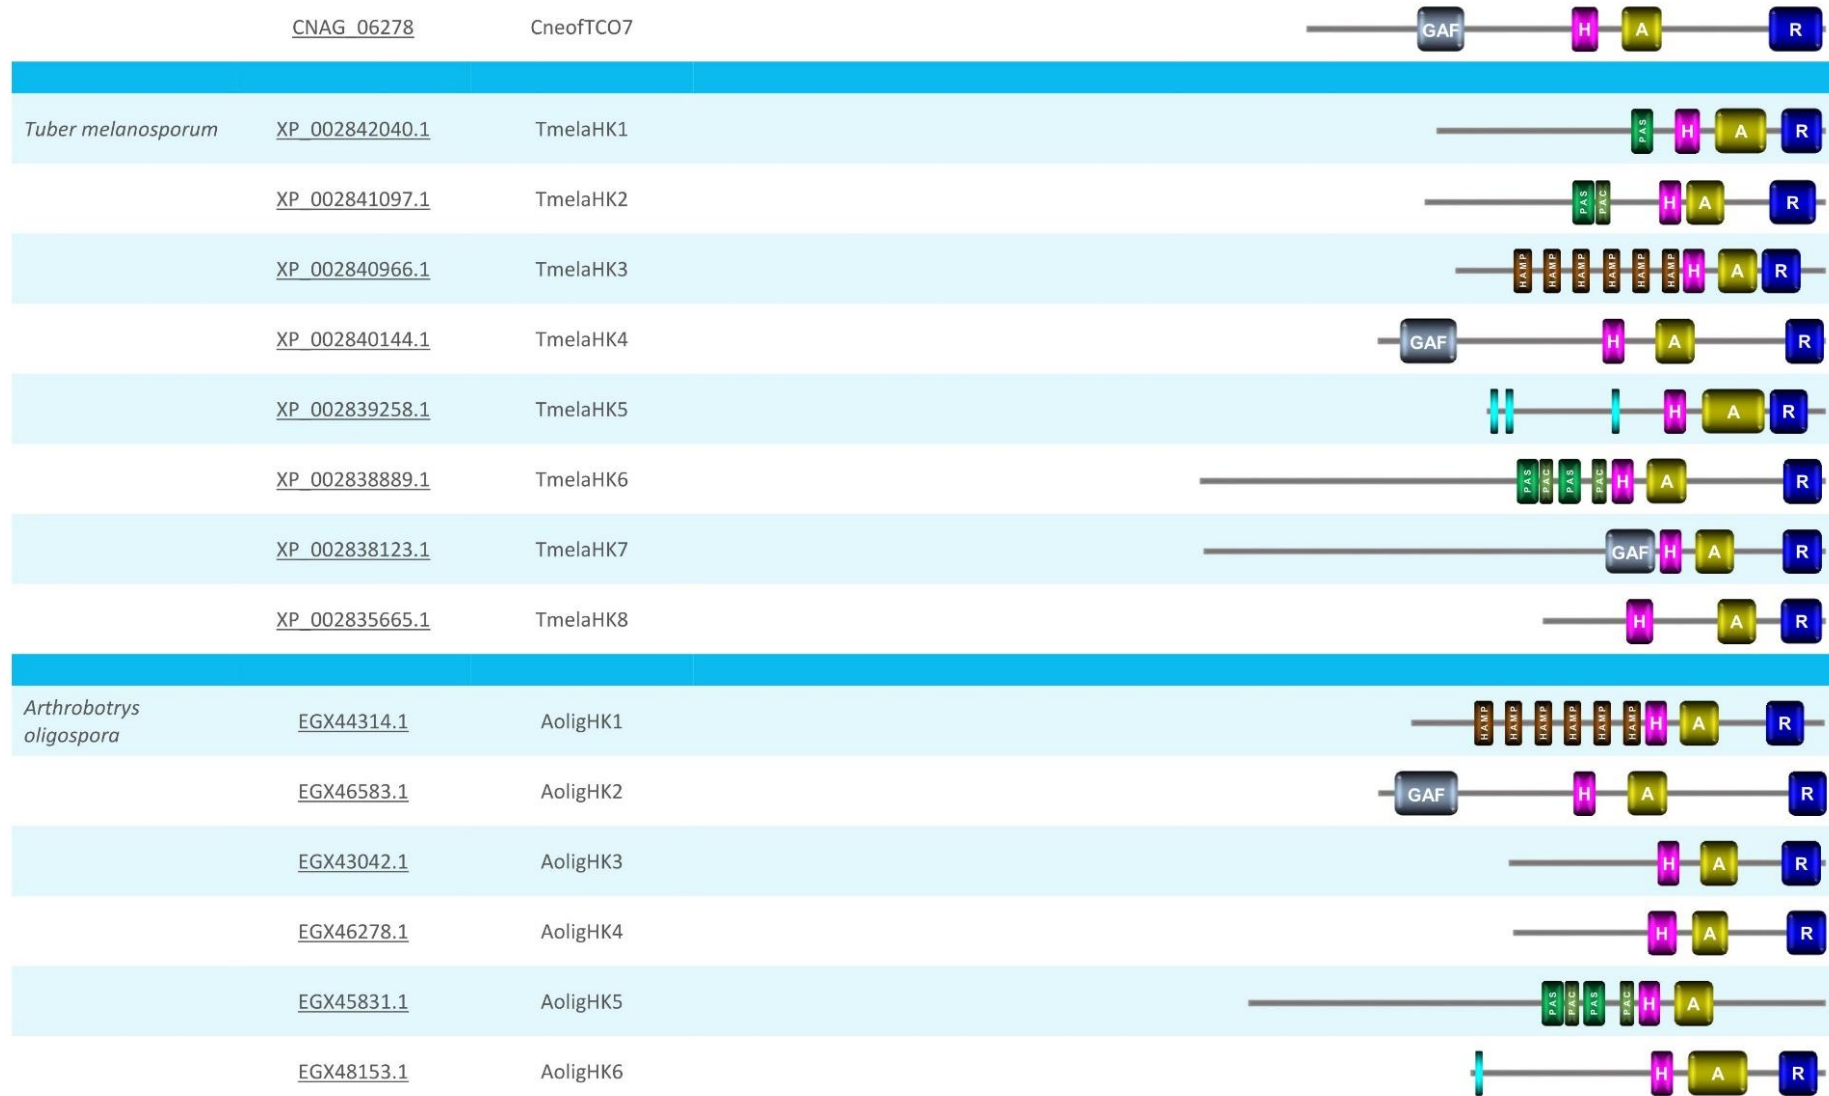 CNAG_06278 CneofTCO7 GAF H A R
Tuber melanosporum XP_002842040.1 TmelaHK1 PAS H A R
XP_002841097.1 TmelaHK2 PAS PAC H A R
XP_002840966.1 TmelaHK3 HAMP HAMP HAMP HAMP HAMP HAMP H A R
XP_002840144.1 TmelaHK4 GAF H A R
XP_002839258.1 TmelaHK5 H A R
XP_002838889.1 TmelaHK6 PAS PAC PAS PAC H A R
XP_002838123.1 TmelaHK7 GAF H A R
XP_002835665.1 TmelaHK8 H A R
Arthrobotrys
oligospora EGX44314.1 AoligHK1 HAMP HAMP HAMP HAMP HAMP HAMP H A R
EGX46583.1 AoligHK2 GAF H A R
EGX43042.1 AoligHK3 H A R
EGX46278.1 AoligHK4 H A R
EGX45831.1 AoligHK5 PAS PAC PAS PAC H A
EGX48153.1 AoligHK6 H A R